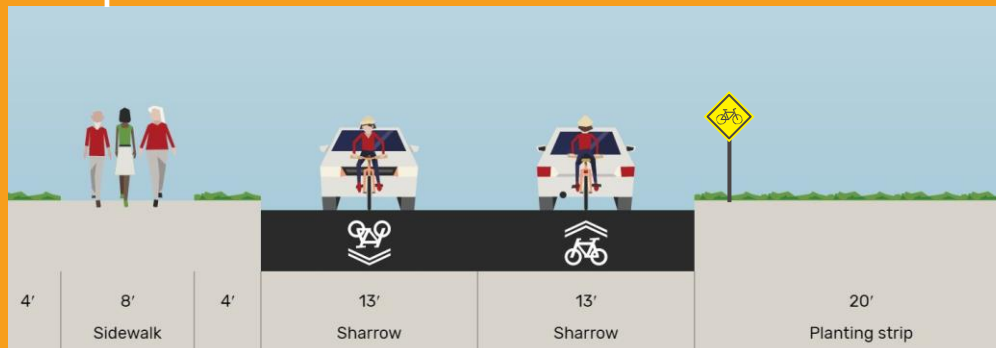 4′ 8′ 4′ 13′ 13′ 20′
Sidewalk Sharrow Sharrow Planting strip